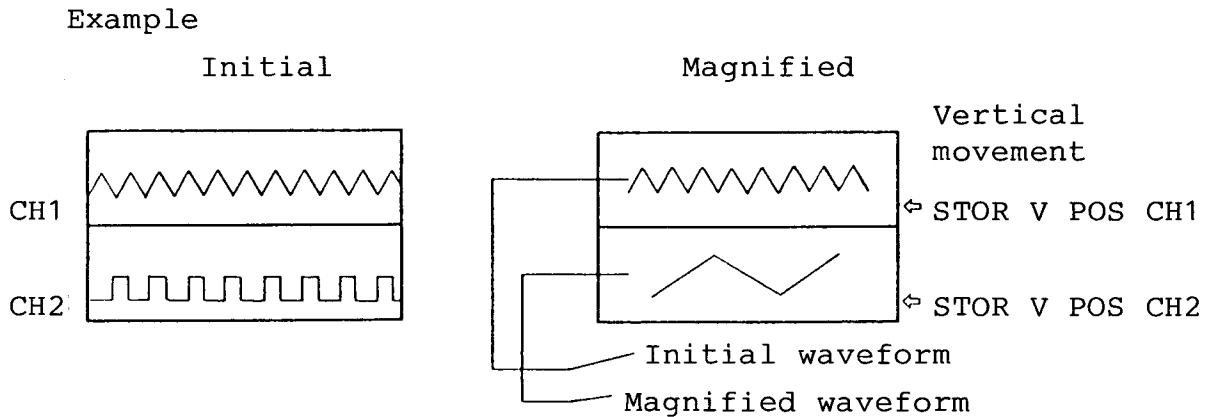 Example
Initial
Magnified
Vertical
movement
CH1
STOR V POS CH1
CH2
STOR V POS CH2
Initial waveform
Magnified waveform